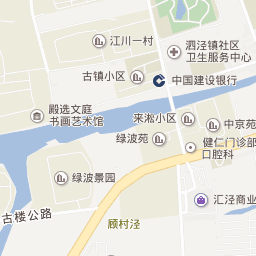 江川一村
泗泾镇社区
卫生服务中心
古镇小区
中国建设银行
殿选文庭
书画艺术馆
来淞小区
中京苑
绿波苑
健仁门诊部
口腔科
绿波景园
汇泾商业
古楼公路
顾村泾